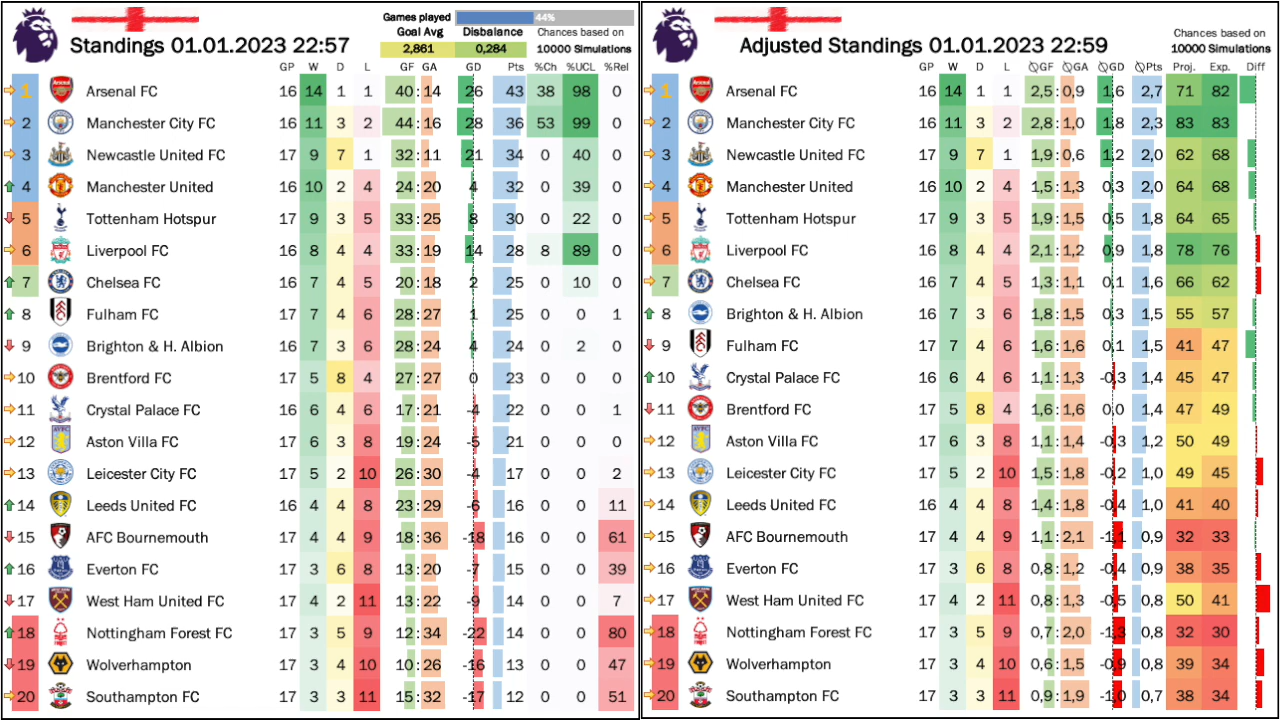 Games played 44%
Goal Avg Disbalance Chances based on
Standings 01.01.2023 22:57 2,861 0,284 10000 Simulations
GP W D L GF GA GD Pts %Ch %UCL %Rel
1 Arsenal FC 16 14 1 1 40 : 14 26 43 38 98 0
2 Manchester City FC 16 11 3 2 44 : 16 28 36 53 99 0
3 Newcastle United FC 17 9 7 1 32 : 11 21 34 0 40 0
4 Manchester United 16 10 2 4 24 : 20 4 32 0 39 0
5 Tottenham Hotspur 17 9 3 5 33 : 25 8 30 0 22 0
6 Liverpool FC 16 8 4 4 33 : 19 14 28 8 89 0
7 Chelsea FC 16 7 4 5 20 : 18 2 25 0 10 0
8 Fulham FC 17 7 4 6 28 : 27 1 25 0 0 1
9 Brighton & H. Albion 16 7 3 6 28 : 24 4 24 0 2 0
10 Brentford FC 17 5 8 4 27 : 27 0 23 0 0 0
11 Crystal Palace FC 16 6 4 6 17 : 21 -4 22 0 0 1
12 Aston Villa FC 17 6 3 8 19 : 24 -5 21 0 0 0
13 Leicester City FC 17 5 2 10 26 : 30 -4 17 0 0 2
14 Leeds United FC 16 4 4 8 23 : 29 -6 16 0 0 11
15 AFC Bournemouth 17 4 4 9 18 : 36 -18 16 0 0 61
16 Everton FC 17 3 6 8 13 : 20 -7 15 0 0 39
17 West Ham United FC 17 4 2 11 13 : 22 -9 14 0 0 7
18 Nottingham Forest FC 17 3 5 9 12 : 34 -22 14 0 0 80
19 Wolverhampton 17 3 4 10 10 : 26 -16 13 0 0 47
20 Southampton FC 17 3 3 11 15 : 32 -17 12 0 0 51
Chances based on
Adjusted Standings 01.01.2023 22:59 10000 Simulations
GP W D L ∅GF ∅GA ∅GD ∅Pts Proj. Exp. Diff
1 Arsenal FC 16 14 1 1 2,5 : 0,9 1,6 2,7 71 82
2 Manchester City FC 16 11 3 2 2,8 : 1,0 1,8 2,3 83 83
3 Newcastle United FC 17 9 7 1 1,9 : 0,6 1,2 2,0 62 68
4 Manchester United 16 10 2 4 1,5 : 1,3 0,3 2,0 64 68
5 Tottenham Hotspur 17 9 3 5 1,9 : 1,5 0,5 1,8 64 65
6 Liverpool FC 16 8 4 4 2,1 : 1,2 0,9 1,8 78 76
7 Chelsea FC 16 7 4 5 1,3 : 1,1 0,1 1,6 66 62
8 Brighton & H. Albion 16 7 3 6 1,8 : 1,5 0,3 1,5 55 57
9 Fulham FC 17 7 4 6 1,6 : 1,6 0,1 1,5 41 47
10 Crystal Palace FC 16 6 4 6 1,1 : 1,3 -0,3 1,4 45 47
11 Brentford FC 17 5 8 4 1,6 : 1,6 0,0 1,4 47 49
12 Aston Villa FC 17 6 3 8 1,1 : 1,4 -0,3 1,2 50 49
13 Leicester City FC 17 5 2 10 1,5 : 1,8 -0,2 1,0 49 45
14 Leeds United FC 16 4 4 8 1,4 : 1,8 -0,4 1,0 41 40
15 AFC Bournemouth 17 4 4 9 1,1 : 2,1 -1,1 0,9 32 33
16 Everton FC 17 3 6 8 0,8 : 1,2 -0,4 0,9 38 35
17 West Ham United FC 17 4 2 11 0,8 : 1,3 -0,5 0,8 50 41
18 Nottingham Forest FC 17 3 5 9 0,7 : 2,0 -1,3 0,8 32 30
19 Wolverhampton 17 3 4 10 0,6 : 1,5 -0,9 0,8 39 34
20 Southampton FC 17 3 3 11 0,9 : 1,9 -1,0 0,7 38 34